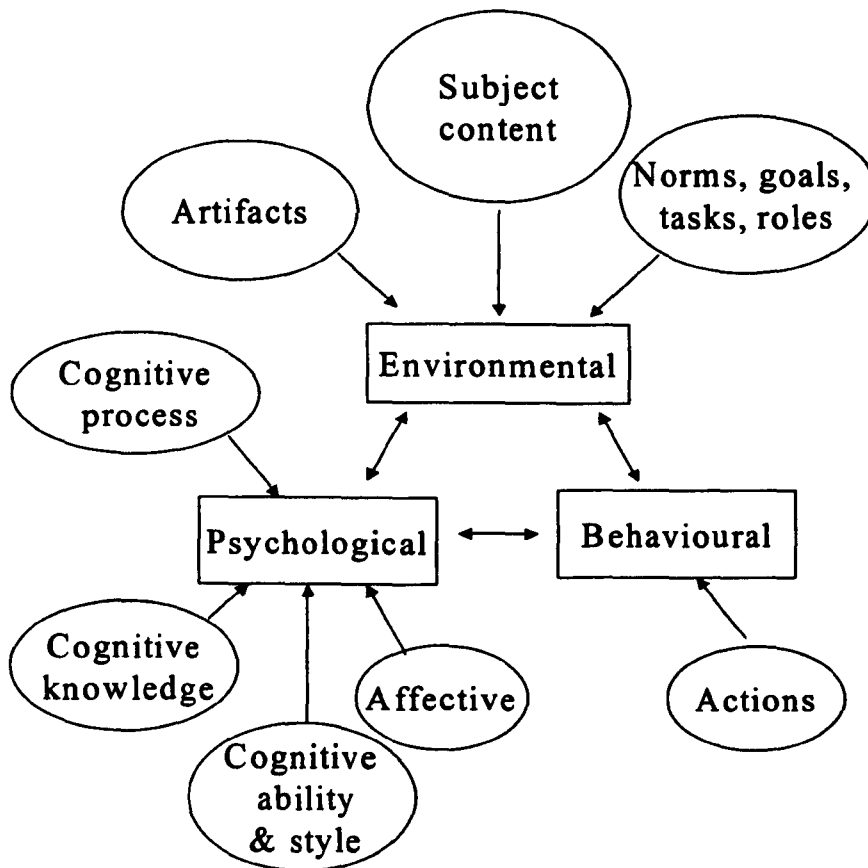 Subject
content
Artifacts
Norms, goals,
tasks, roles
Environmental
Cognitive
process
Psychological
Behavioural
Cognitive
knowledge
Affective
Actions
Cognitive
ability
& style